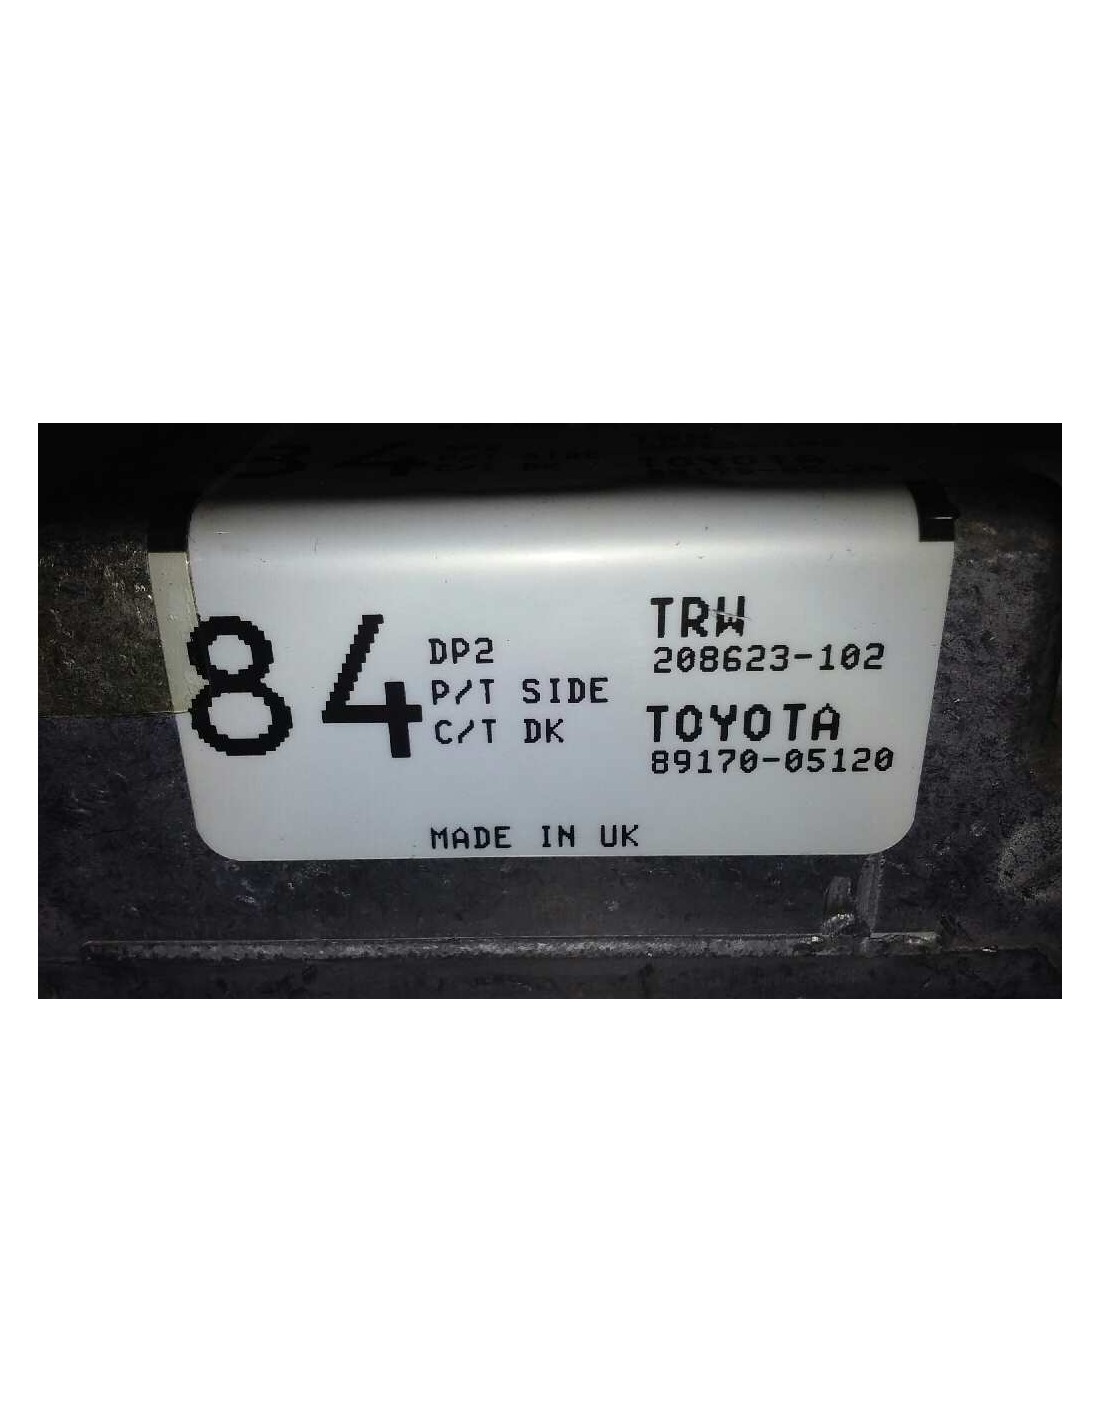 84
DP2
P/T SIDE
C/T DK
TRW
208623-102
TOYOTA
89170-05120
MADE IN UK